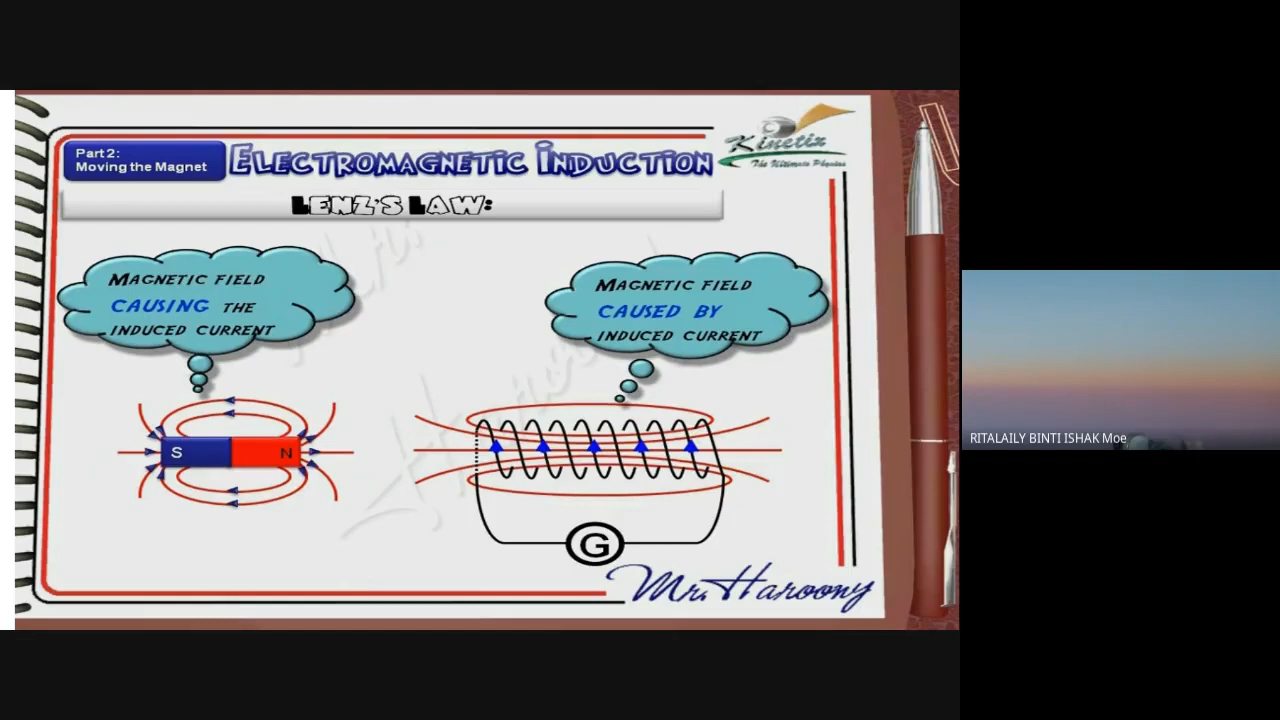 Part 2:
Moving the Magnet
ELECTROMAGNETIC INDUCTION
Kinetix
The Ultimate Physics
LENZ'S LAW:
MAGNETIC FIELD
CAUSING THE
INDUCED CURRENT
MAGNETIC FIELD
CAUSED BY
INDUCED CURRENT
S N
G
Mr. Haroony
RITALAILY BINTI ISHAK Moe